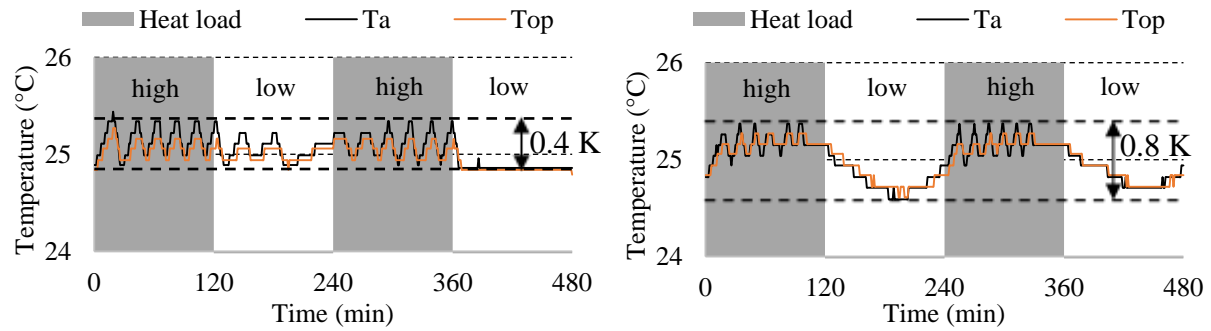 Heat load Ta Top
Temperature (°C)
26
25
24
high low high low
0.4 K
0 120 240 360 480
Time (min)
Heat load Ta Top
Temperature (°C)
26
25
24
high low high low
0.8 K
0 120 240 360 480
Time (min)